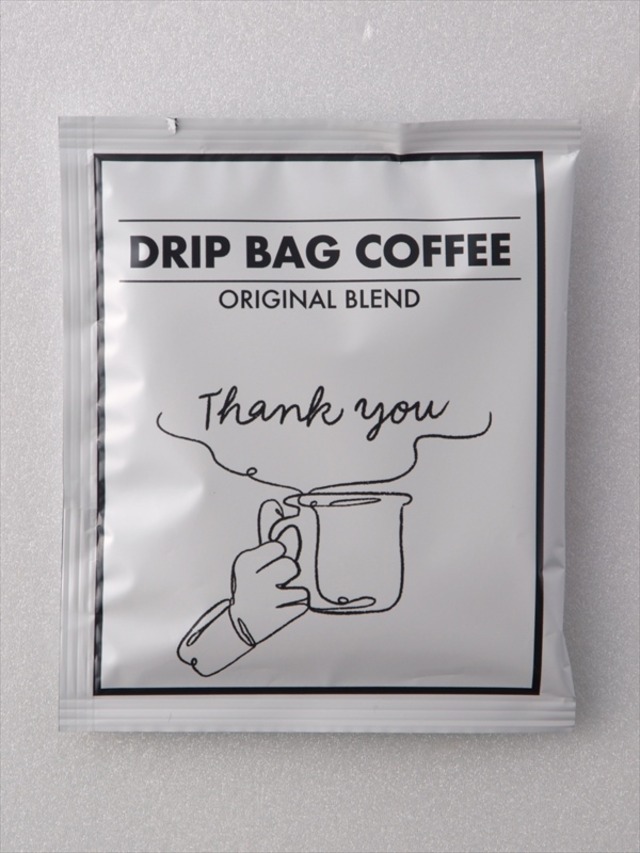 DRIP BAG COFFEE
ORIGINAL BLEND
Thank you